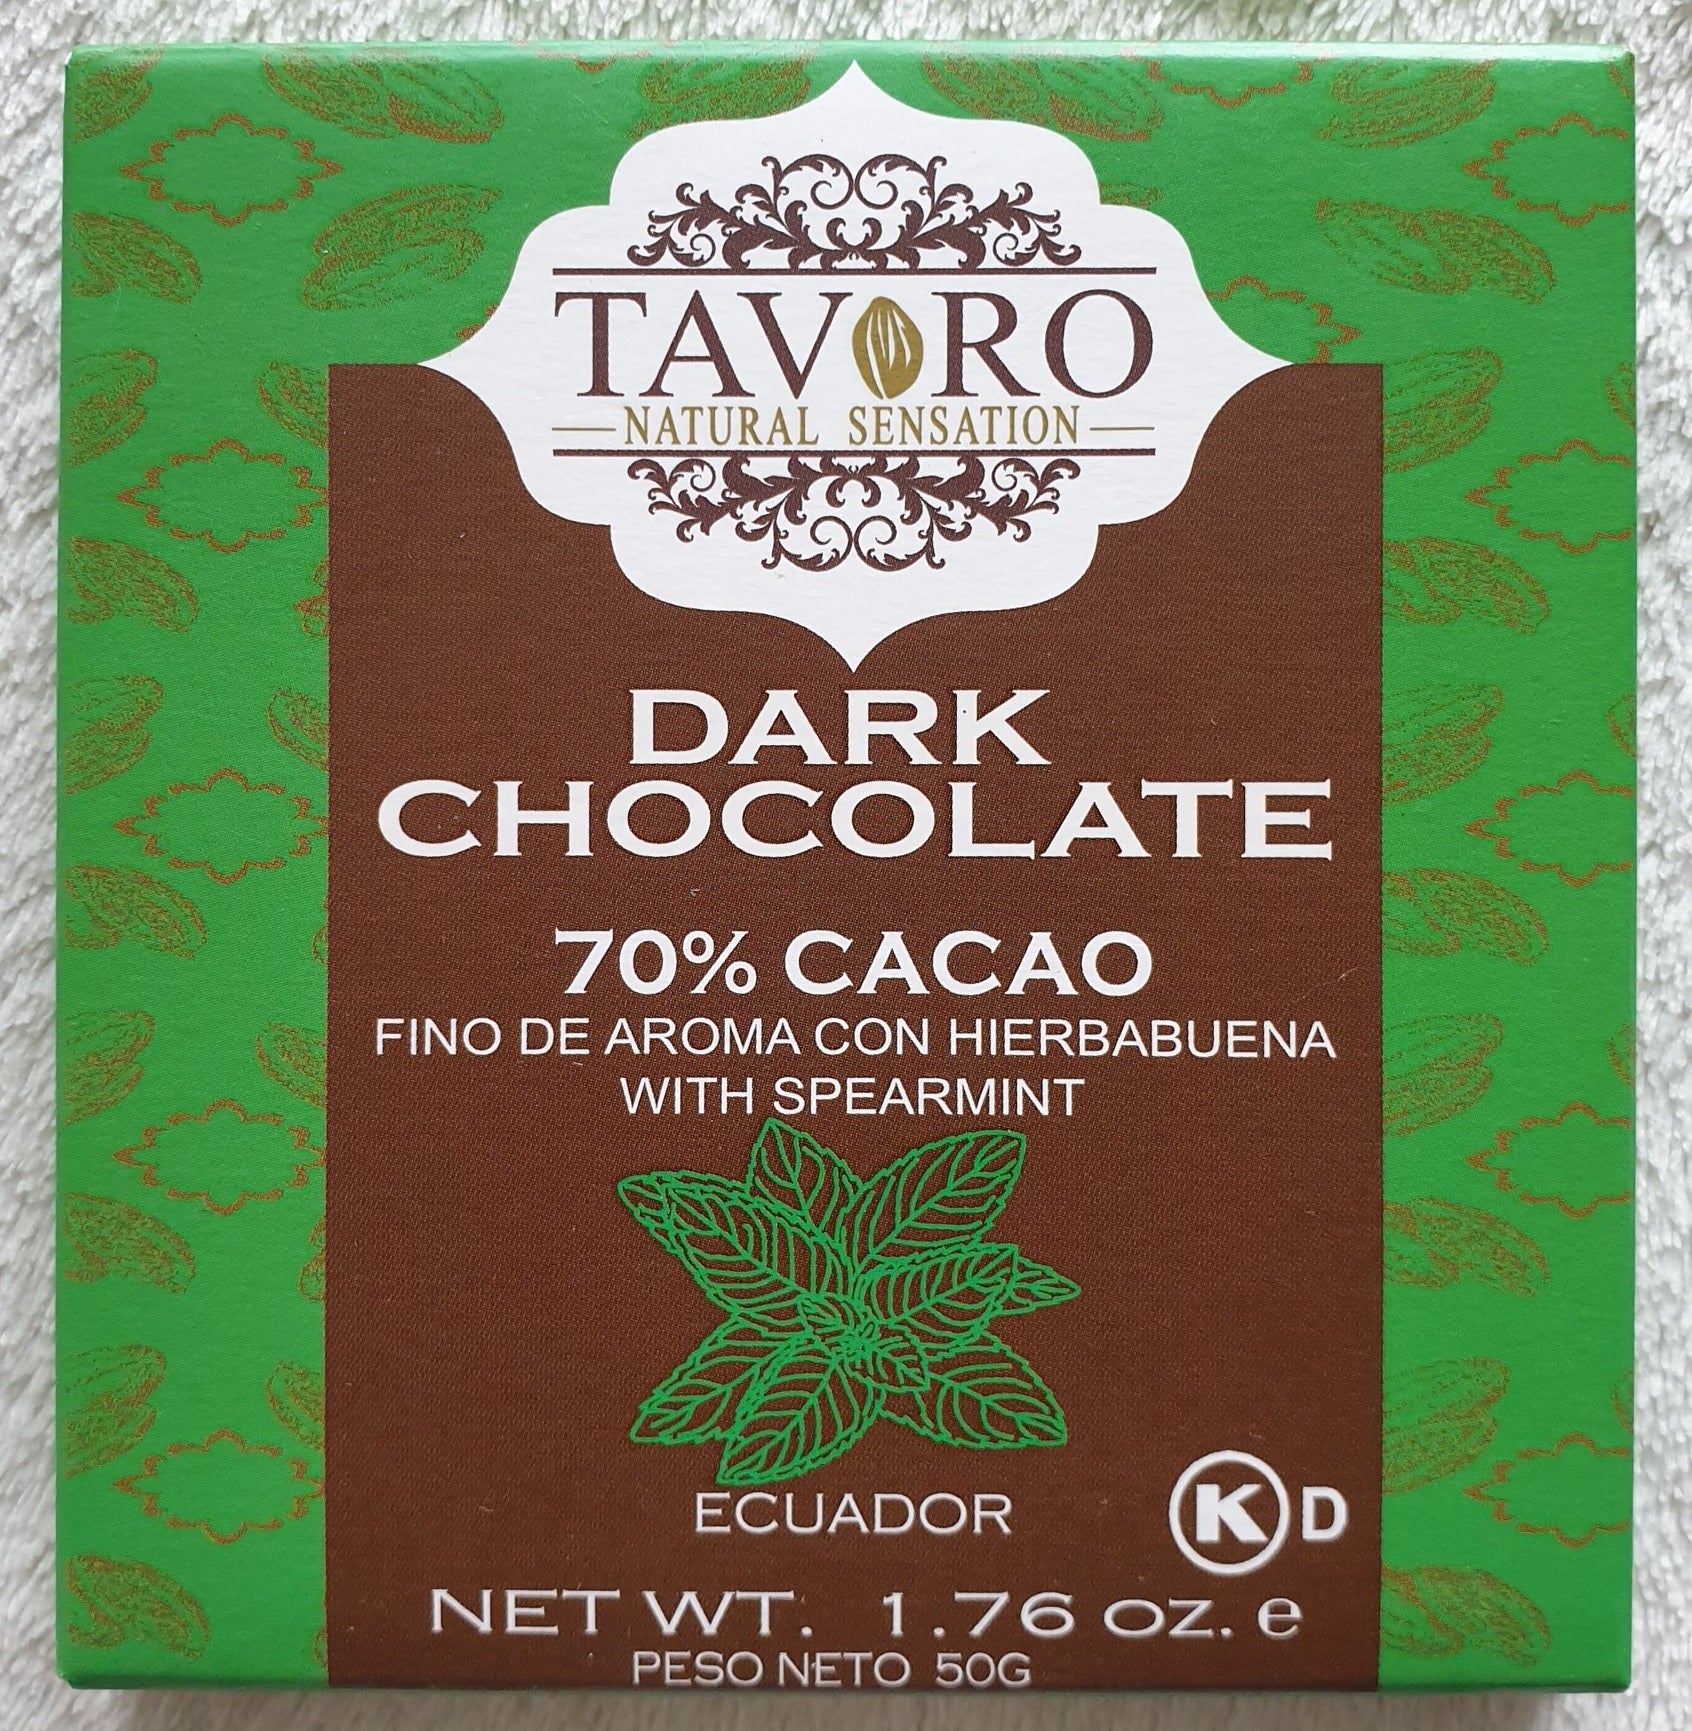 TAVORO
NATURAL SENSATION
DARK
CHOCOLATE
70% CACAO
FINO DE AROMA CON HIERBABUENA
WITH SPEARMINT
ECUADOR
K D
NET WT. 1.76 OZ. e
PESO NETO 50G